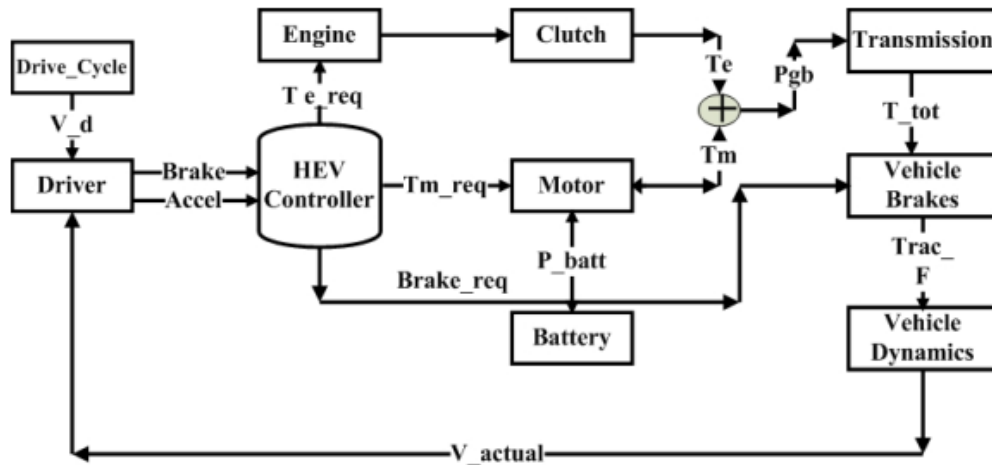 Engine
Clutch
Transmission
Drive_Cycle
Te
Pgb
T e_req
T_tot
V_d
Tm
Driver
Brake
Accel
HEV
Controller
Tm_req
Motor
Vehicle
Brakes
P_batt
Trac_
F
Brake_req
Battery
Vehicle
Dynamics
V_actual